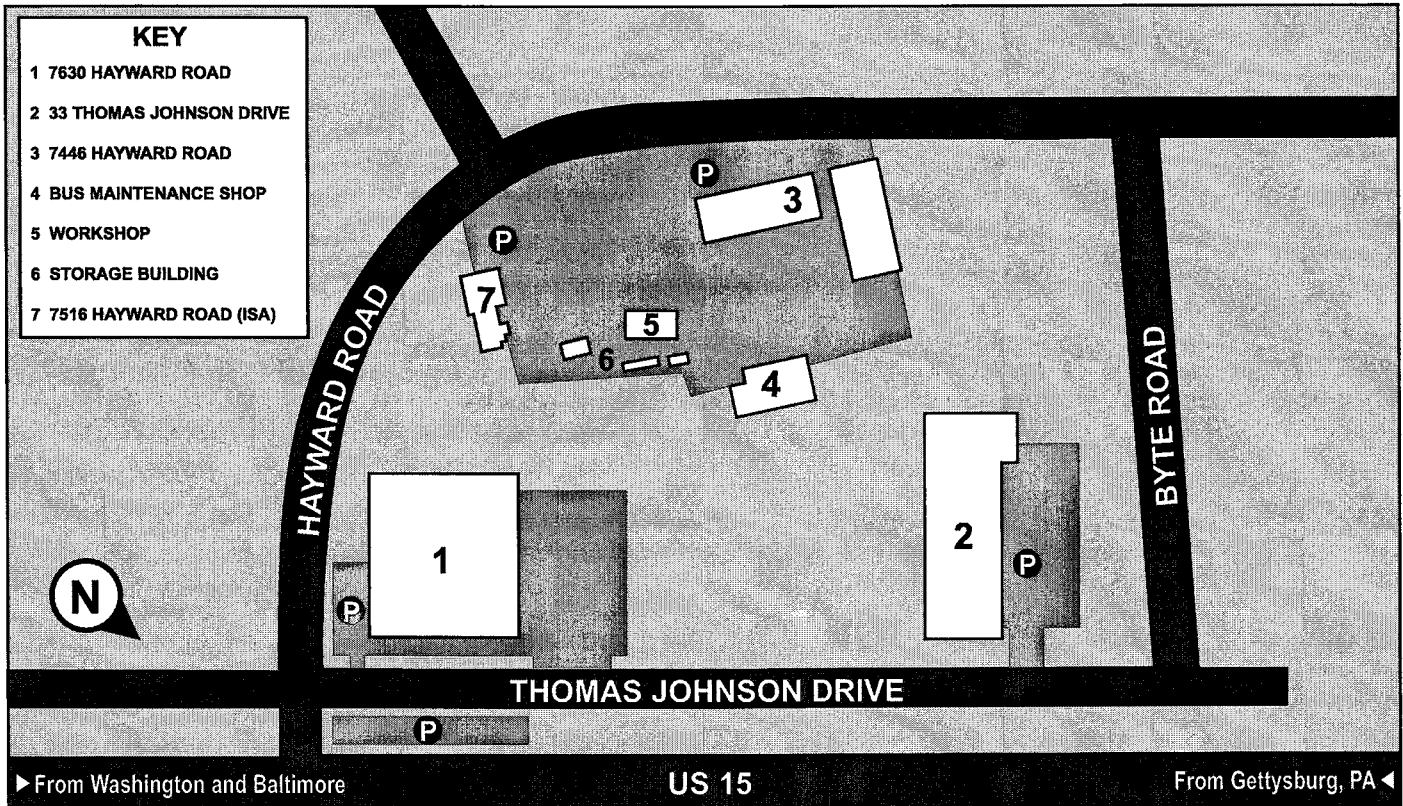 KEY
1 7630 HAYWARD ROAD
2 33 THOMAS JOHNSON DRIVE
3 7446 HAYWARD ROAD
4 BUS MAINTENANCE SHOP
5 WORKSHOP
6 STORAGE BUILDING
7 7516 HAYWARD ROAD (ISA)
P
3
P
7
5
6
4
HAYWARD ROAD
BYTE ROAD
1
2
P
N
P
THOMAS JOHNSON DRIVE
P
From Washington and Baltimore
US 15
From Gettysburg, PA